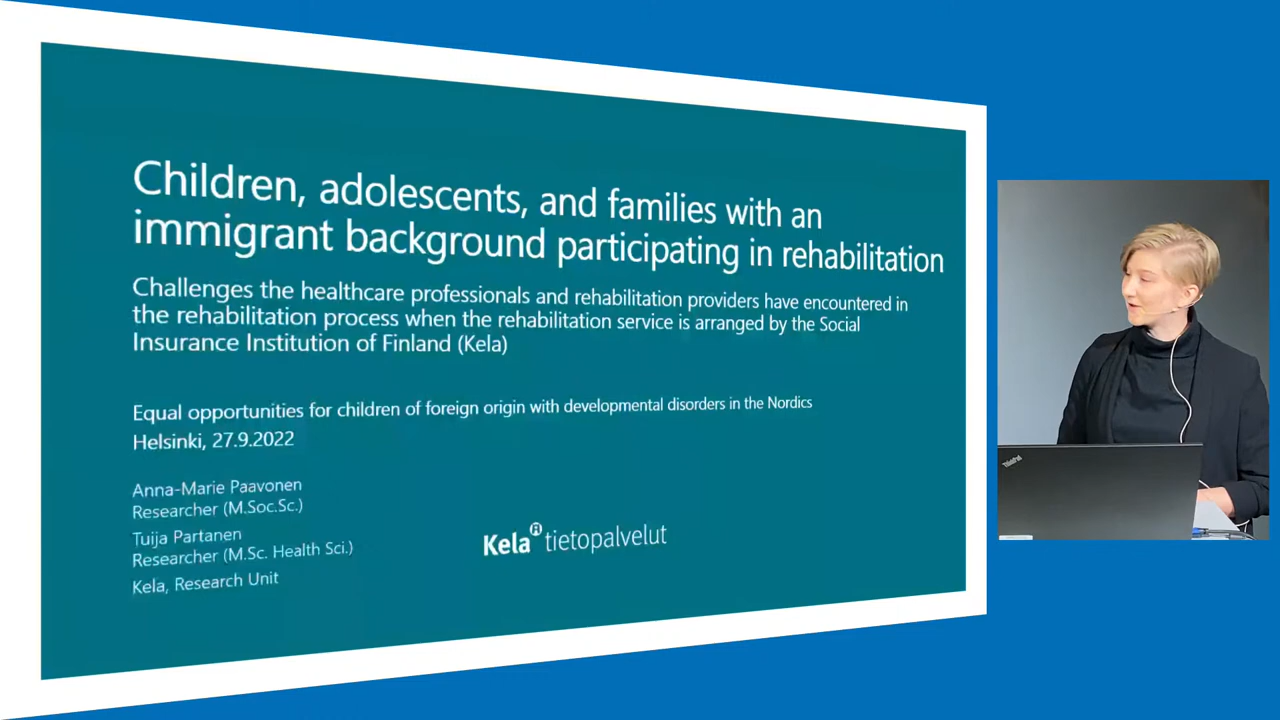 Children, adolescents, and families with an
immigrant background participating in rehabilitation
Challenges the healthcare professionals and rehabilitation providers have encountered in
the rehabilitation process when the rehabilitation service is arranged by the Social
Insurance Institution of Finland (Kela)
Equal opportunities for children of foreign origin with developmental disorders in the Nordics
Helsinki, 27.9.2022
Anna-Marie Paavonen
Researcher (M.Soc.Sc.)
Tuija Partanen
Researcher (M.Sc. Health Sci.)
Kela, Research Unit
Kela tietopalvelut
ThinkPad